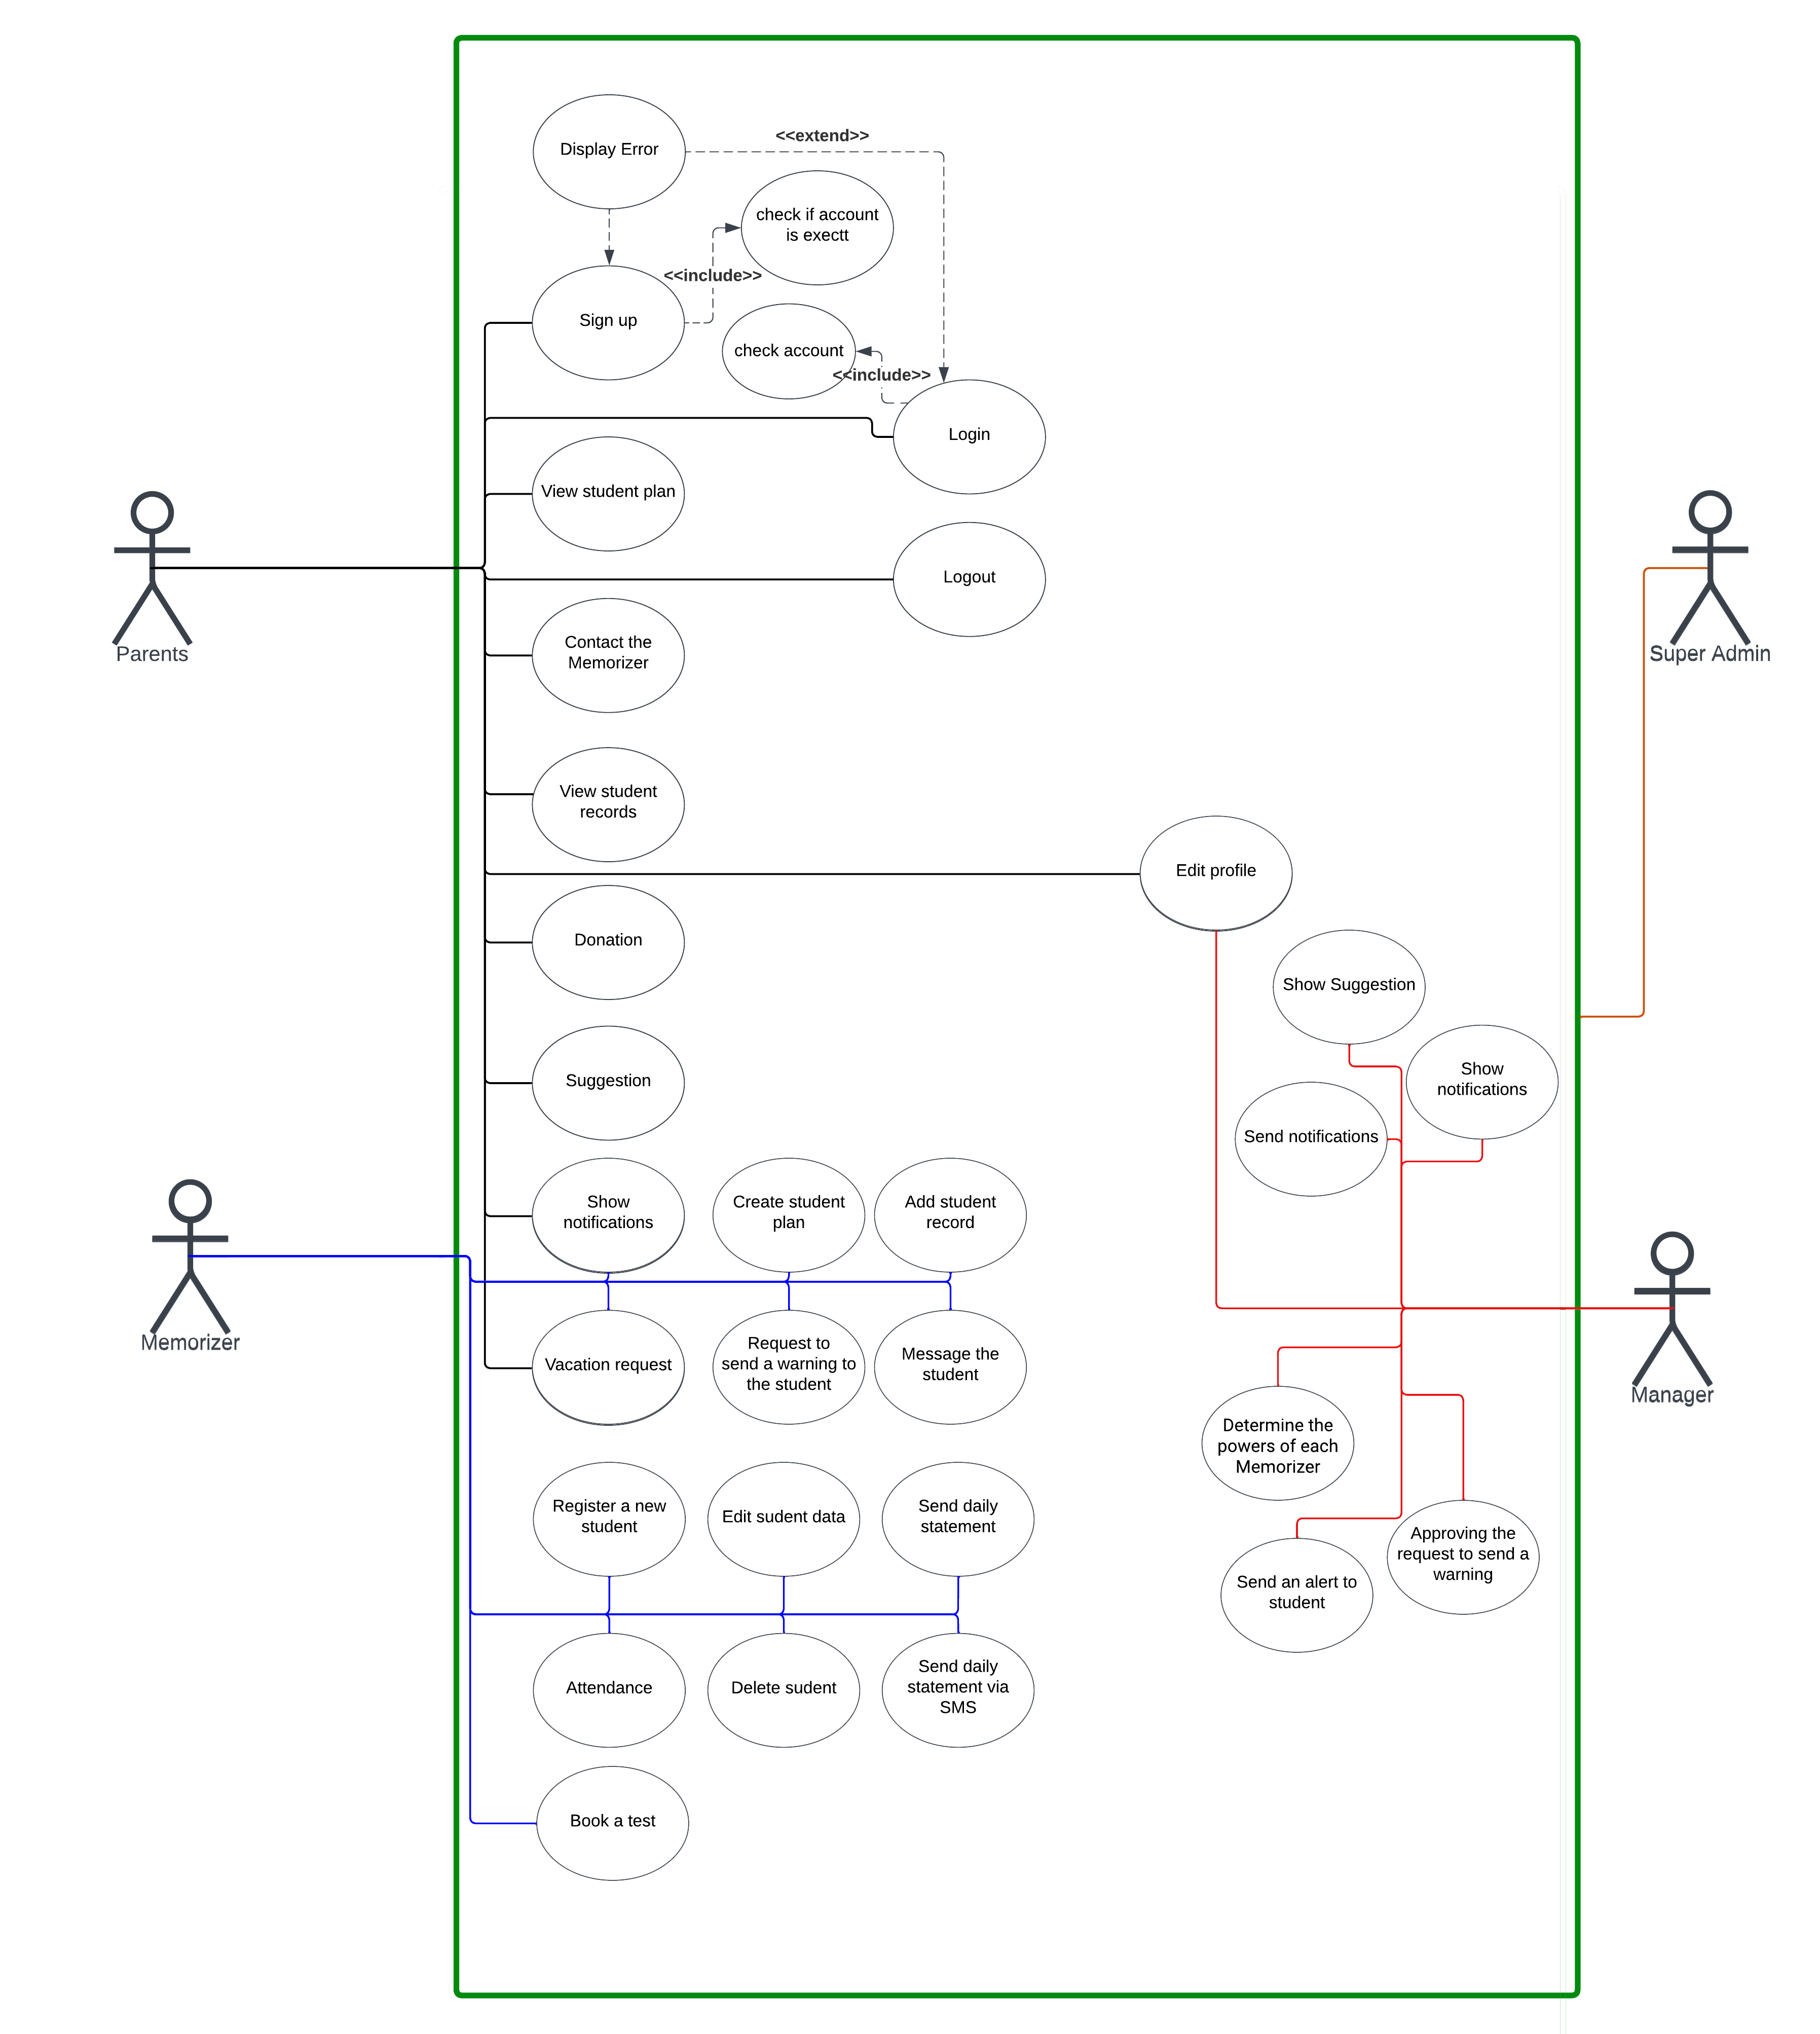 Display Error
<<extend>>
check if account
is exectt
<<include>>
Sign up
check account
<<include>>
Login
View student plan
Logout
Parents
Super Admin
Contact the
Memorizer
View student
records
Edit profile
Donation
Show Suggestion
Suggestion
Show
notifications
Send notifications
Show
notifications
Create student
plan
Add student
record
Memorizer
Manager
Vacation request
Request to
send a warning to
the student
Message the
student
Determine the
powers of each
Memorizer
Register a new
student
Edit sudent data
Send daily
statement
Approving the
request to send a
warning
Send an alert to
student
Attendance
Delete sudent
Send daily
statement via
SMS
Book a test